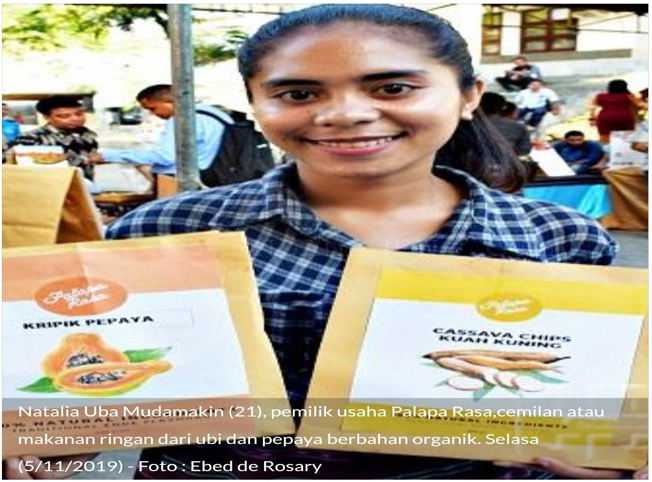 Palapa
Rasa
KRIPIK PEPAYA
Palapa
Rasa
CASSAVA CHIPS
KUAH KUNING
Natalia Uba Mudamakin (21), pemilik usaha Palapa Rasa,cemilan atau
makanan ringan dari ubi dan pepaya berbahan organik. Selasa
(5/11/2019) - Foto : Ebed de Rosary